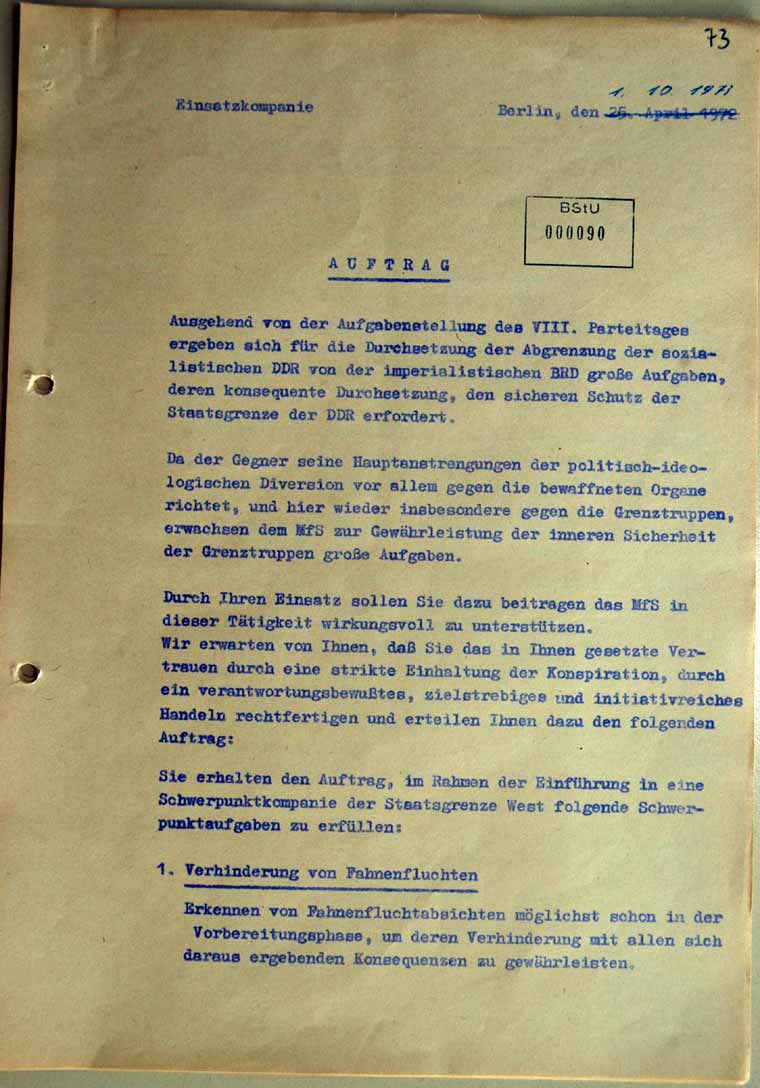 73
1. 10 1973
Einsatzkompanie Berlin, den 25. April 1972
BStU
000090
AUFTRAG
Ausgehend von der Aufgabenstellung des VIII. Parteitages
ergeben sich für die Durchsetzung der Abgrenzung der sozia-
listischen DDR von der imperialistischen BRD große Aufgaben,
deren konsequente Durchsetzung, den sicheren Schutz der
Staatsgrenze der DDR erfordert.
Da der Gegner seine Hauptanstrengungen der politisch-ideo-
logischen Diversion vor allem gegen die bewaffneten Organe
richtet, und hier wieder insbesondere gegen die Grenztruppen,
erwachsen dem MfS zur Gewährleistung der inneren Sicherheit
der Grenztruppen große Aufgaben.
Durch Ihren Einsatz sollen Sie dazu beitragen das MfS in
dieser Tätigkeit wirkungsvoll zu unterstützen.
Wir erwarten von Ihnen, daß Sie das in Ihnen gesetzte Ver-
trauen durch eine strikte Einhaltung der Konspiration, durch
ein verantwortungsbewußtes, zielstrebiges und initiativreiches
Handeln rechtfertigen und erteilen Ihnen dazu den folgenden
Auftrag:
Sie erhalten den Auftrag, im Rahmen der Einführung in eine
Schwerpunktkompanie der Staatsgrenze West folgende Schwer-
punktaufgaben zu erfüllen:
1. Verhinderung von Fahnenfluchten
Erkennen von Fahnenfluchtabsichten möglichst schon in der
Vorbereitungsphase, um deren Verhinderung mit allen sich
daraus ergebenden Konsequenzen zu gewährleisten.